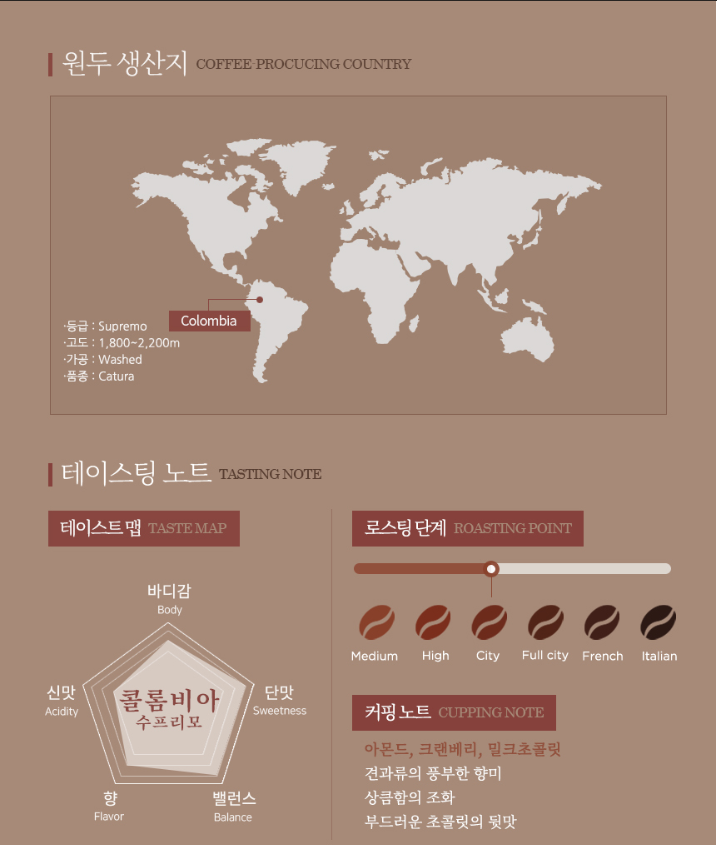 원두 생산지 COFFEE-PROCUCING COUNTRY
Colombia
·등급 : Supremo
·고도 : 1,800~2,200m
·가공 : Washed
·품종 : Catura
테이스팅 노트 TASTING NOTE
테이스트 맵 TASTE MAP
바디감
Body
신맛
Acidity
단맛
Sweetness
콜롬비아
수프리모
향
Flavor
밸런스
Balance
로스팅 단계 ROASTING POINT
Medium High City Full city French Italian
커핑 노트 CUPPING NOTE
아몬드, 크랜베리, 밀크초콜릿
견과류의 풍부한 향미
상큼함의 조화
부드러운 초콜릿의 뒷맛